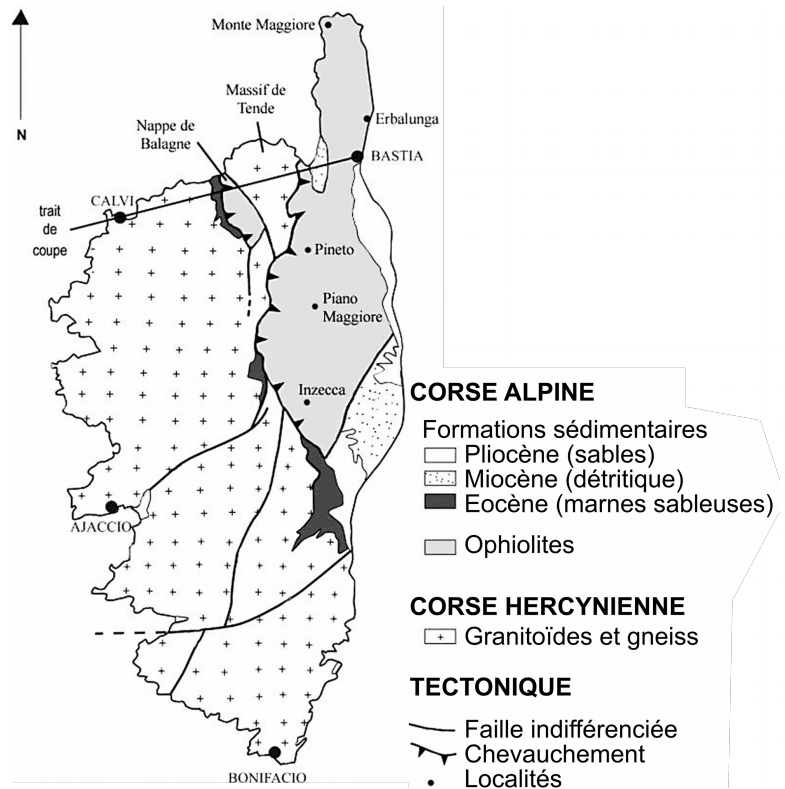 Monte Maggiore
Massif de
Tende
Erbalunga
Nappe de
Balagne
N
BASTIA
CALVI
trait
de
coupe
Pineto
Piano
Maggiore
Inzecca
AJACCIO
BONIFACIO
CORSE ALPINE
Formations sédimentaires
Pliocène (sables)
Miocène (détritique)
Eocène (marnes sableuses)
Ophiolites
CORSE HERCYNIENNE
Granitoïdes et gneiss
TECTONIQUE
Faille indifférenciée
Chevauchement
Localités